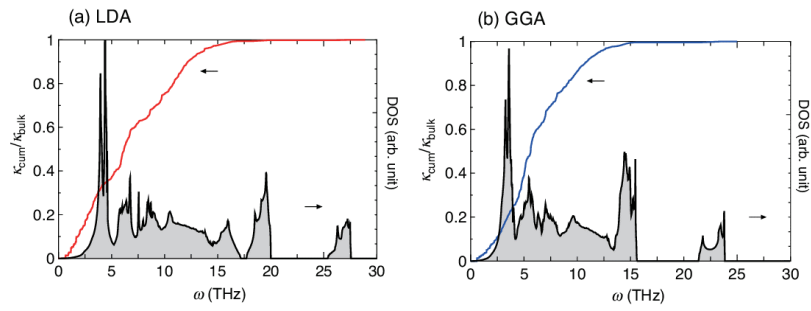 (a) LDA
1
0.8
0.6
0.4
0.2
0
κcum/κbulk
DOS (arb. unit)
0 5 10 15 20 25 30
ω (THz)
(b) GGA
1
0.8
0.6
0.4
0.2
0
κcum/κbulk
DOS (arb. unit)
0 5 10 15 20 25 30
ω (THz)